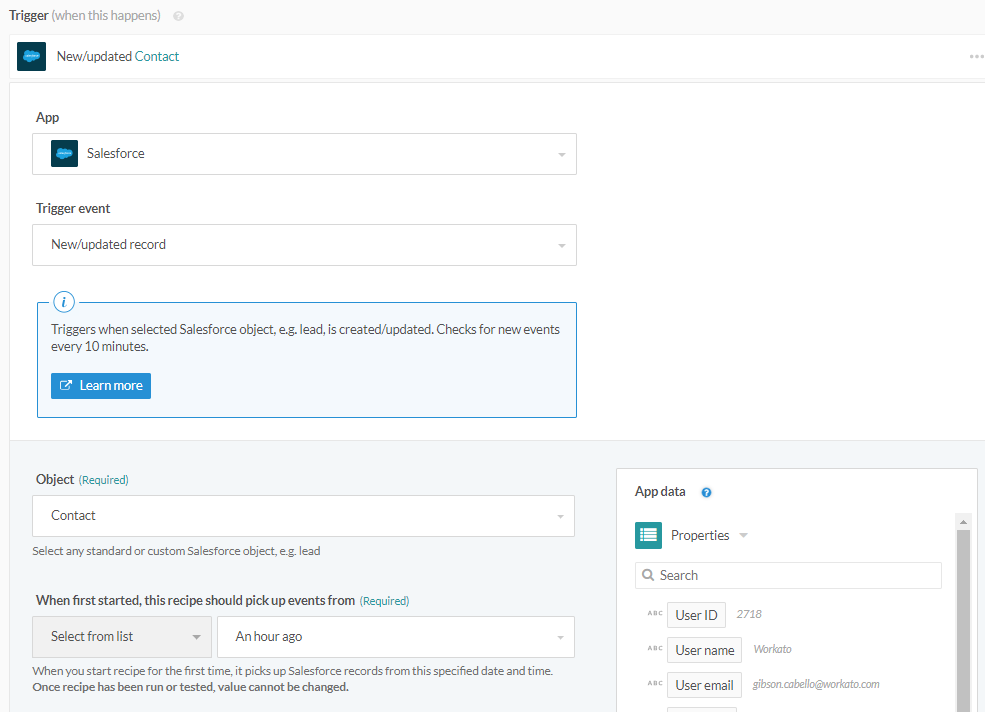 Trigger (when this happens)
New/updated Contact
App
Salesforce
Trigger event
New/updated record
Triggers when selected Salesforce object, e.g. lead, is created/updated. Checks for new events
every 10 minutes.
Learn more
Object (Required)
Contact
Select any standard or custom Salesforce object, e.g. lead
When first started, this recipe should pick up events from (Required)
Select from list An hour ago
When you start recipe for the first time, it picks up Salesforce records from this specified date and time.
Once recipe has been run or tested, value cannot be changed.
App data
Properties
Search
ABC User ID 2718
ABC User name Workato
ABC User email gibson.cabello@workato.com